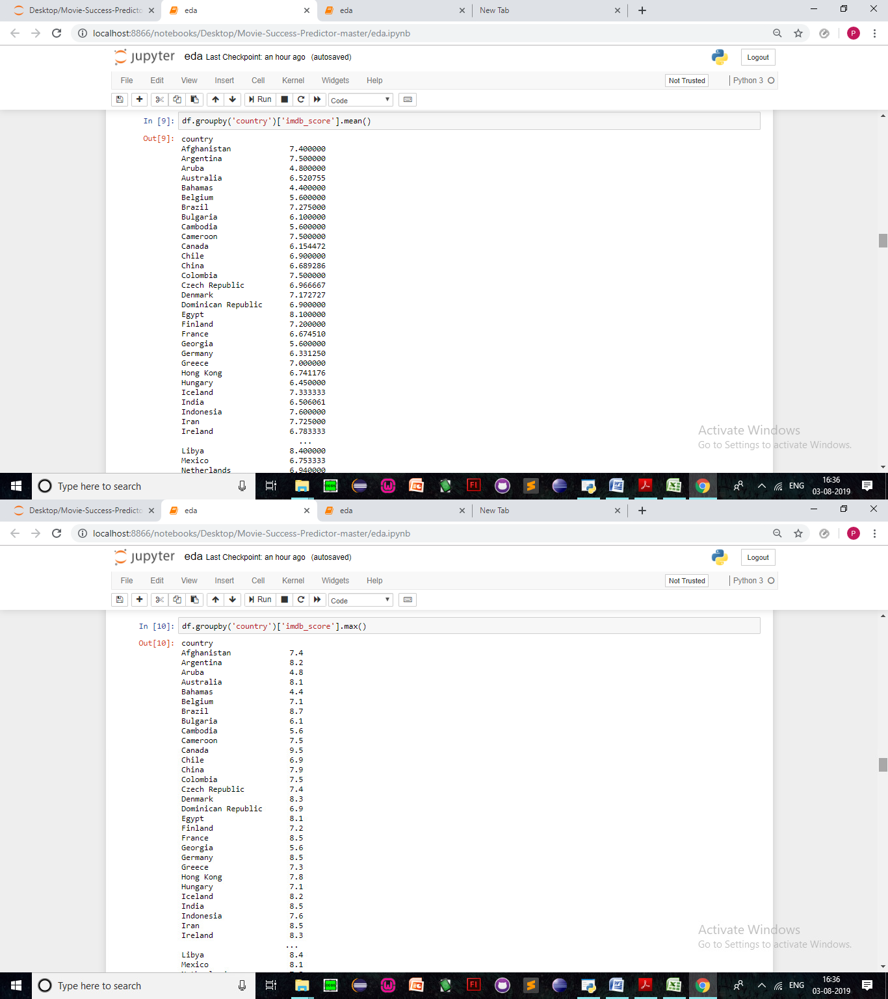 Desktop/Movie-Success-Predicto
eda
eda
New Tab
localhost:8866/notebooks/Desktop/Movie-Success-Predictor-master/eda.ipynb
P
jupyter eda Last Checkpoint: an hour ago (autosaved)
Logout
File Edit View Insert Cell Kernel Widgets Help
Not Trusted
Python 3
Run
Code
In [9]: df.groupby('country')['imdb_score'].mean()
Out[9]: country
Afghanistan 7.400000
Argentina 7.500000
Aruba 4.800000
Australia 6.520755
Bahamas 4.400000
Belgium 5.600000
Brazil 7.275000
Bulgaria 6.100000
Cambodia 5.600000
Cameroon 7.500000
Canada 6.154472
Chile 6.900000
China 6.689286
Colombia 7.500000
Czech Republic 6.966667
Denmark 7.172727
Dominican Republic 6.900000
Egypt 8.100000
Finland 7.200000
France 6.674510
Georgia 5.600000
Germany 6.331250
Greece 7.000000
Hong Kong 6.741176
Hungary 6.450000
Iceland 7.333333
India 6.506061
Indonesia 7.600000
Iran 7.725000
Ireland 6.783333
...
Libya 8.400000
Mexico 6.753333
Netherlands 6.940000
Activate Windows
Go to Settings to activate Windows.
Type here to search
ENG
16:36
03-08-2019
Desktop/Movie-Success-Predicto
eda
eda
New Tab
localhost:8866/notebooks/Desktop/Movie-Success-Predictor-master/eda.ipynb
P
jupyter eda Last Checkpoint: an hour ago (autosaved)
Logout
File Edit View Insert Cell Kernel Widgets Help
Not Trusted
Python 3
Run
Code
In [10]: df.groupby('country')['imdb_score'].max()
Out[10]: country
Afghanistan 7.4
Argentina 8.2
Aruba 4.8
Australia 8.1
Bahamas 4.4
Belgium 7.1
Brazil 8.7
Bulgaria 6.1
Cambodia 5.6
Cameroon 7.5
Canada 9.5
Chile 6.9
China 7.9
Colombia 7.5
Czech Republic 7.4
Denmark 8.3
Dominican Republic 6.9
Egypt 8.1
Finland 7.2
France 8.5
Georgia 5.6
Germany 8.5
Greece 7.3
Hong Kong 7.8
Hungary 7.1
Iceland 8.2
India 8.5
Indonesia 7.6
Iran 8.5
Ireland 8.3
...
Libya 8.4
Mexico 8.1
Activate Windows
Go to Settings to activate Windows.
Type here to search
ENG
16:36
03-08-2019